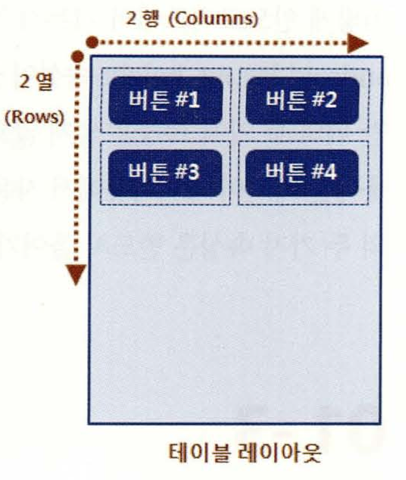 2 행 (Columns)
2 열
(Rows)
버튼 #1
버튼 #2
버튼 #3
버튼 #4
테이블 레이아웃